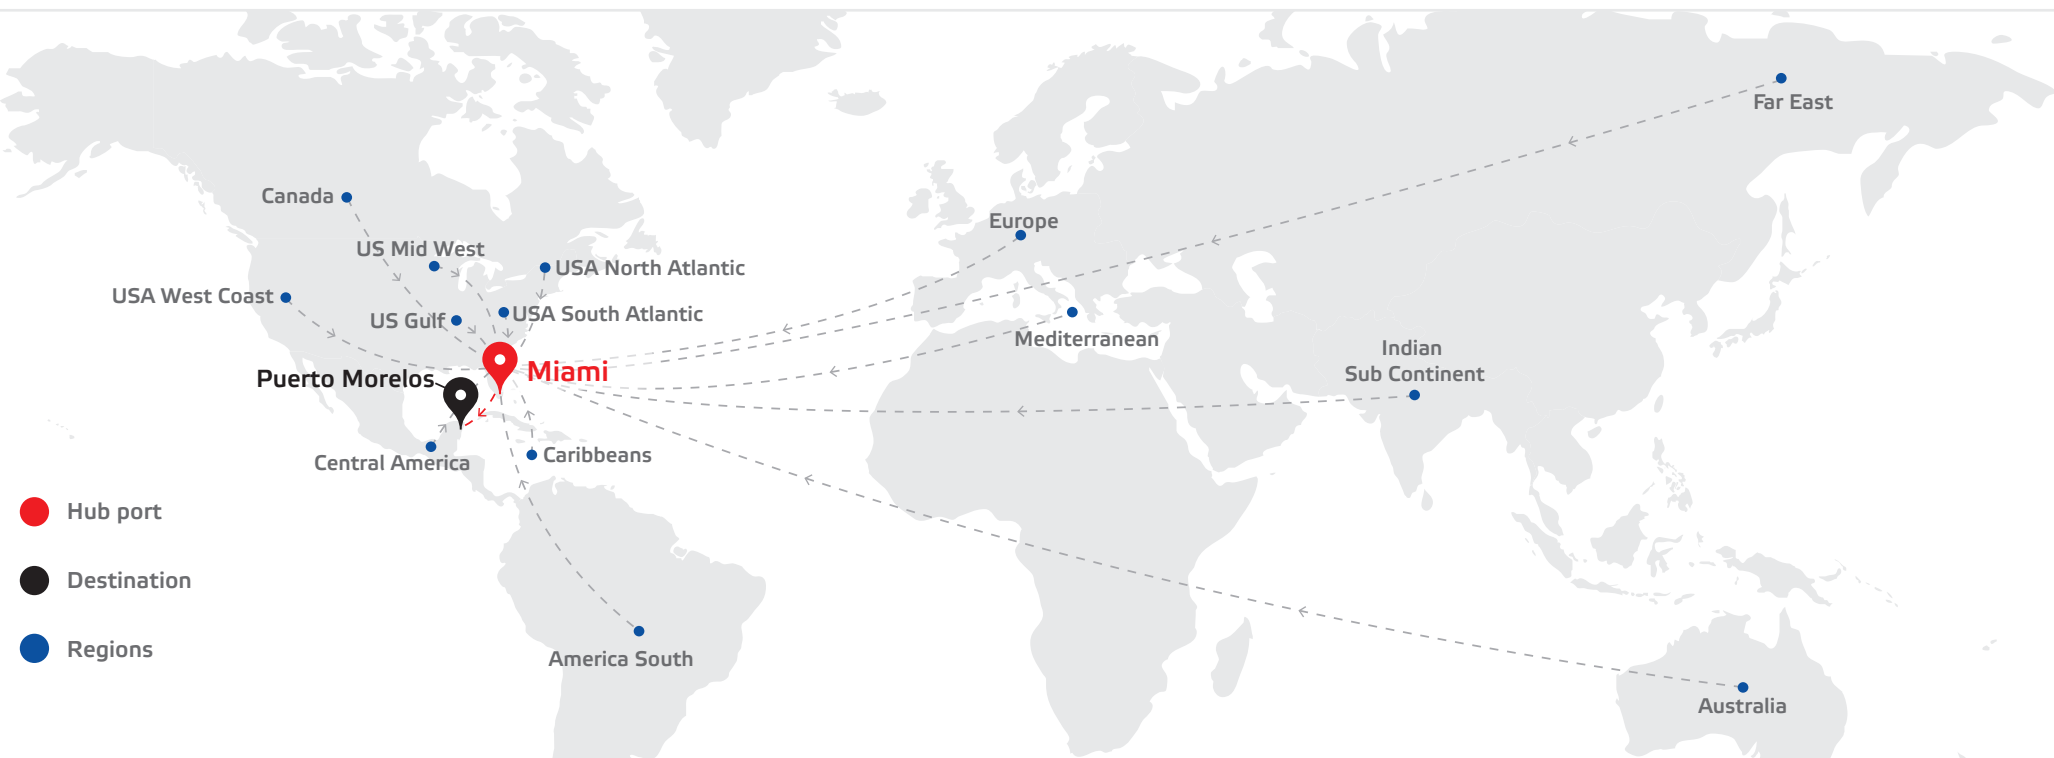 Far East
Canada
Europe
US Mid West
USA North Atlantic
USA West Coast
US Gulf
USA South Atlantic
Mediterranean
Indian
Sub Continent
Miami
Puerto Morelos
Central America
Caribbeans
Hub port
Destination
Regions
America South
Australia